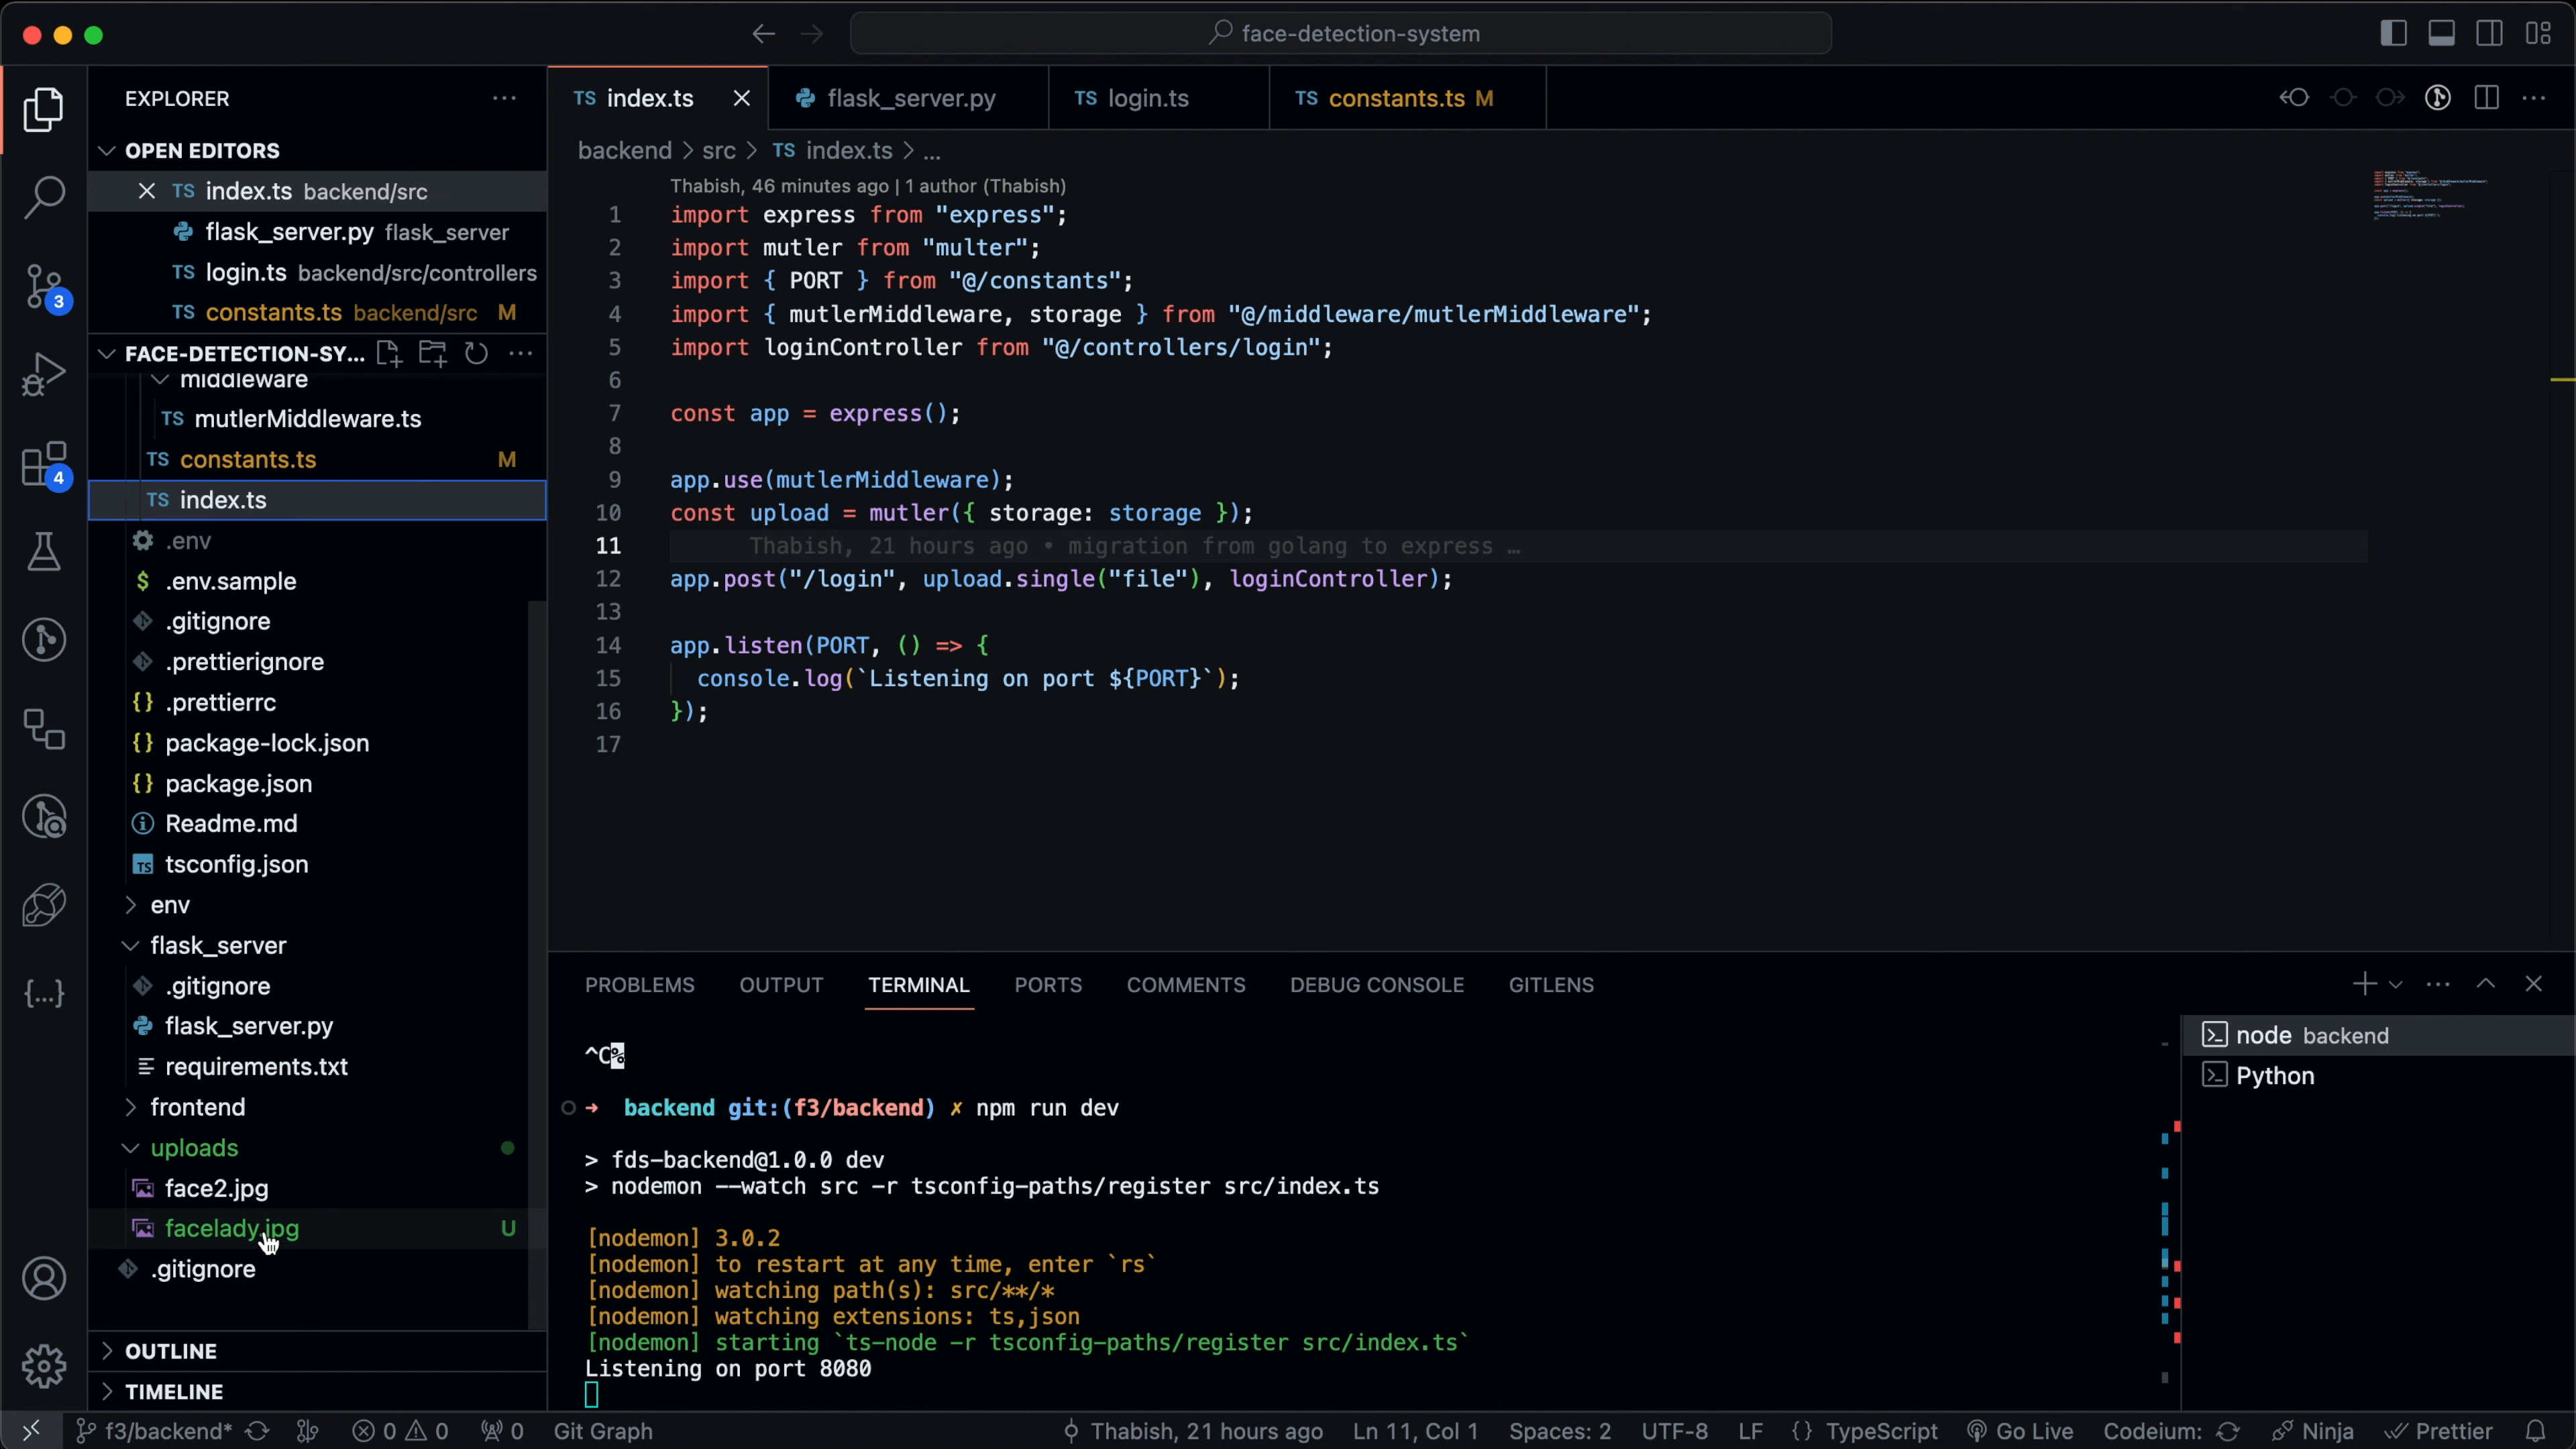 face-detection-system
EXPLORER
OPEN EDITORS
TS index.ts backend/src
flask_server.py flask_server
TS login.ts backend/src/controllers
TS constants.ts backend/src M
FACE-DETECTION-SY...
middleware
TS mutlerMiddleware.ts
TS constants.ts M
TS index.ts
.env
$ .env.sample
.gitignore
.prettierignore
{} .prettierrc
{} package-lock.json
{} package.json
Readme.md
TS tsconfig.json
env
flask_server
.gitignore
flask_server.py
requirements.txt
frontend
uploads
face2.jpg
facelady.jpg U
.gitignore
OUTLINE
TIMELINE
3
4
{...}
TS index.ts
flask_server.py
TS login.ts
TS constants.ts M
backend > src > TS index.ts > ...
Thabish, 46 minutes ago | 1 author (Thabish)
1 import express from "express";
2 import mutler from "multer";
3 import { PORT } from "@/constants";
4 import { mutlerMiddleware, storage } from "@/middleware/mutlerMiddleware";
5 import loginController from "@/controllers/login";
6
7 const app = express();
8
9 app.use(mutlerMiddleware);
10 const upload = mutler({ storage: storage });
11 Thabish, 21 hours ago • migration from golang to express …
12 app.post("/login", upload.single("file"), loginController);
13
14 app.listen(PORT, () => {
15 console.log(`Listening on port ${PORT}`);
16 });
17
PROBLEMS OUTPUT TERMINAL PORTS COMMENTS DEBUG CONSOLE GITLENS
^C%
➜ backend git:(f3/backend) ✗ npm run dev
> fds-backend@1.0.0 dev
> nodemon --watch src -r tsconfig-paths/register src/index.ts
[nodemon] 3.0.2
[nodemon] to restart at any time, enter `rs`
[nodemon] watching path(s): src/**/*
[nodemon] watching extensions: ts,json
[nodemon] starting `ts-node -r tsconfig-paths/register src/index.ts`
Listening on port 8080
node backend
Python
f3/backend* 0 0 0 Git Graph Thabish, 21 hours ago Ln 11, Col 1 Spaces: 2 UTF-8 LF {} TypeScript Go Live Codeium: Ninja Prettier